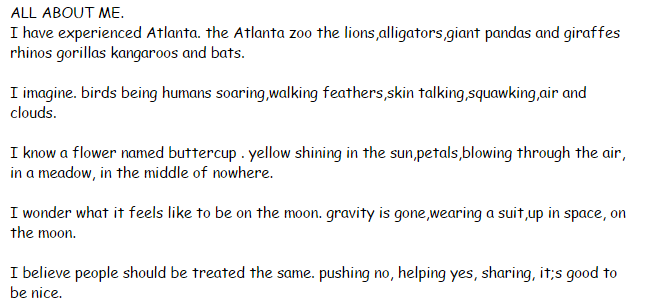 ALL ABOUT ME.
I have experienced Atlanta. the Atlanta zoo the lions,alligators,giant pandas and giraffes
rhinos gorillas kangaroos and bats.
I imagine. birds being humans soaring,walking feathers,skin talking,squawking,air and
clouds.
I know a flower named buttercup . yellow shining in the sun,petals,blowing through the air,
in a meadow, in the middle of nowhere.
I wonder what it feels like to be on the moon. gravity is gone,wearing a suit,up in space, on
the moon.
I believe people should be treated the same. pushing no, helping yes, sharing, it;s good to
be nice.